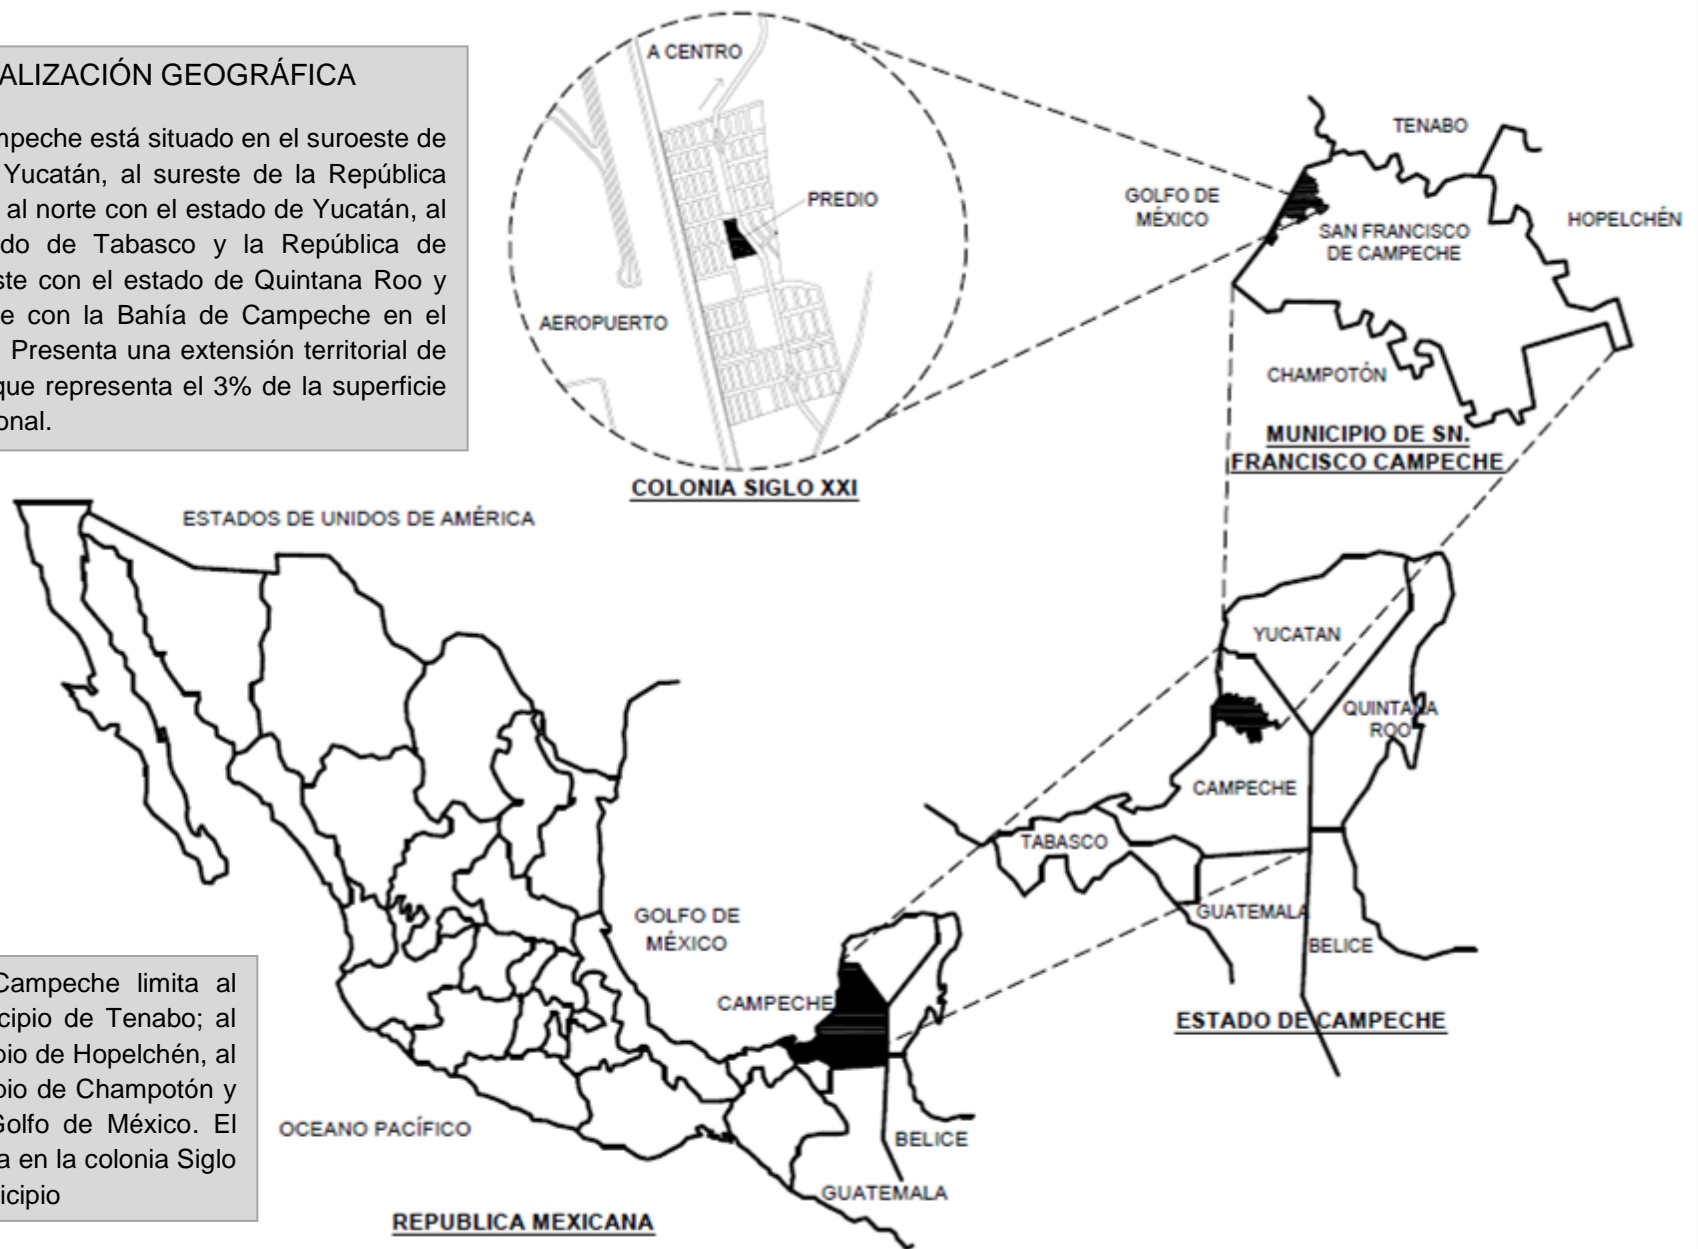 ALIZACIÓN GEOGRÁFICA
mpeche está situado en el suroeste de
Yucatán, al sureste de la República
al norte con el estado de Yucatán, al
do de Tabasco y la República de
ste con el estado de Quintana Roo y
e con la Bahía de Campeche en el
Presenta una extensión territorial de
que representa el 3% de la superficie
onal.
A CENTRO
PREDIO
AEROPUERTO
COLONIA SIGLO XXI
TENABO
GOLFO DE
MÉXICO
HOPELCHÉN
SAN FRANCISCO
DE CAMPECHE
CHAMPOTÓN
MUNICIPIO DE SN.
FRANCISCO CAMPECHE
ESTADOS DE UNIDOS DE AMÉRICA
YUCATAN
QUINTANA
ROO
CAMPECHE
TABASCO
GUATEMALA
BELICE
ESTADO DE CAMPECHE
GOLFO DE
MÉXICO
CAMPECHE
OCEANO PACÍFICO
BELICE
GUATEMALA
REPUBLICA MEXICANA
Campeche limita al
icipio de Tenabo; al
pio de Hopelchén, al
pio de Champotón y
Golfo de México. El
a en la colonia Siglo
icipio